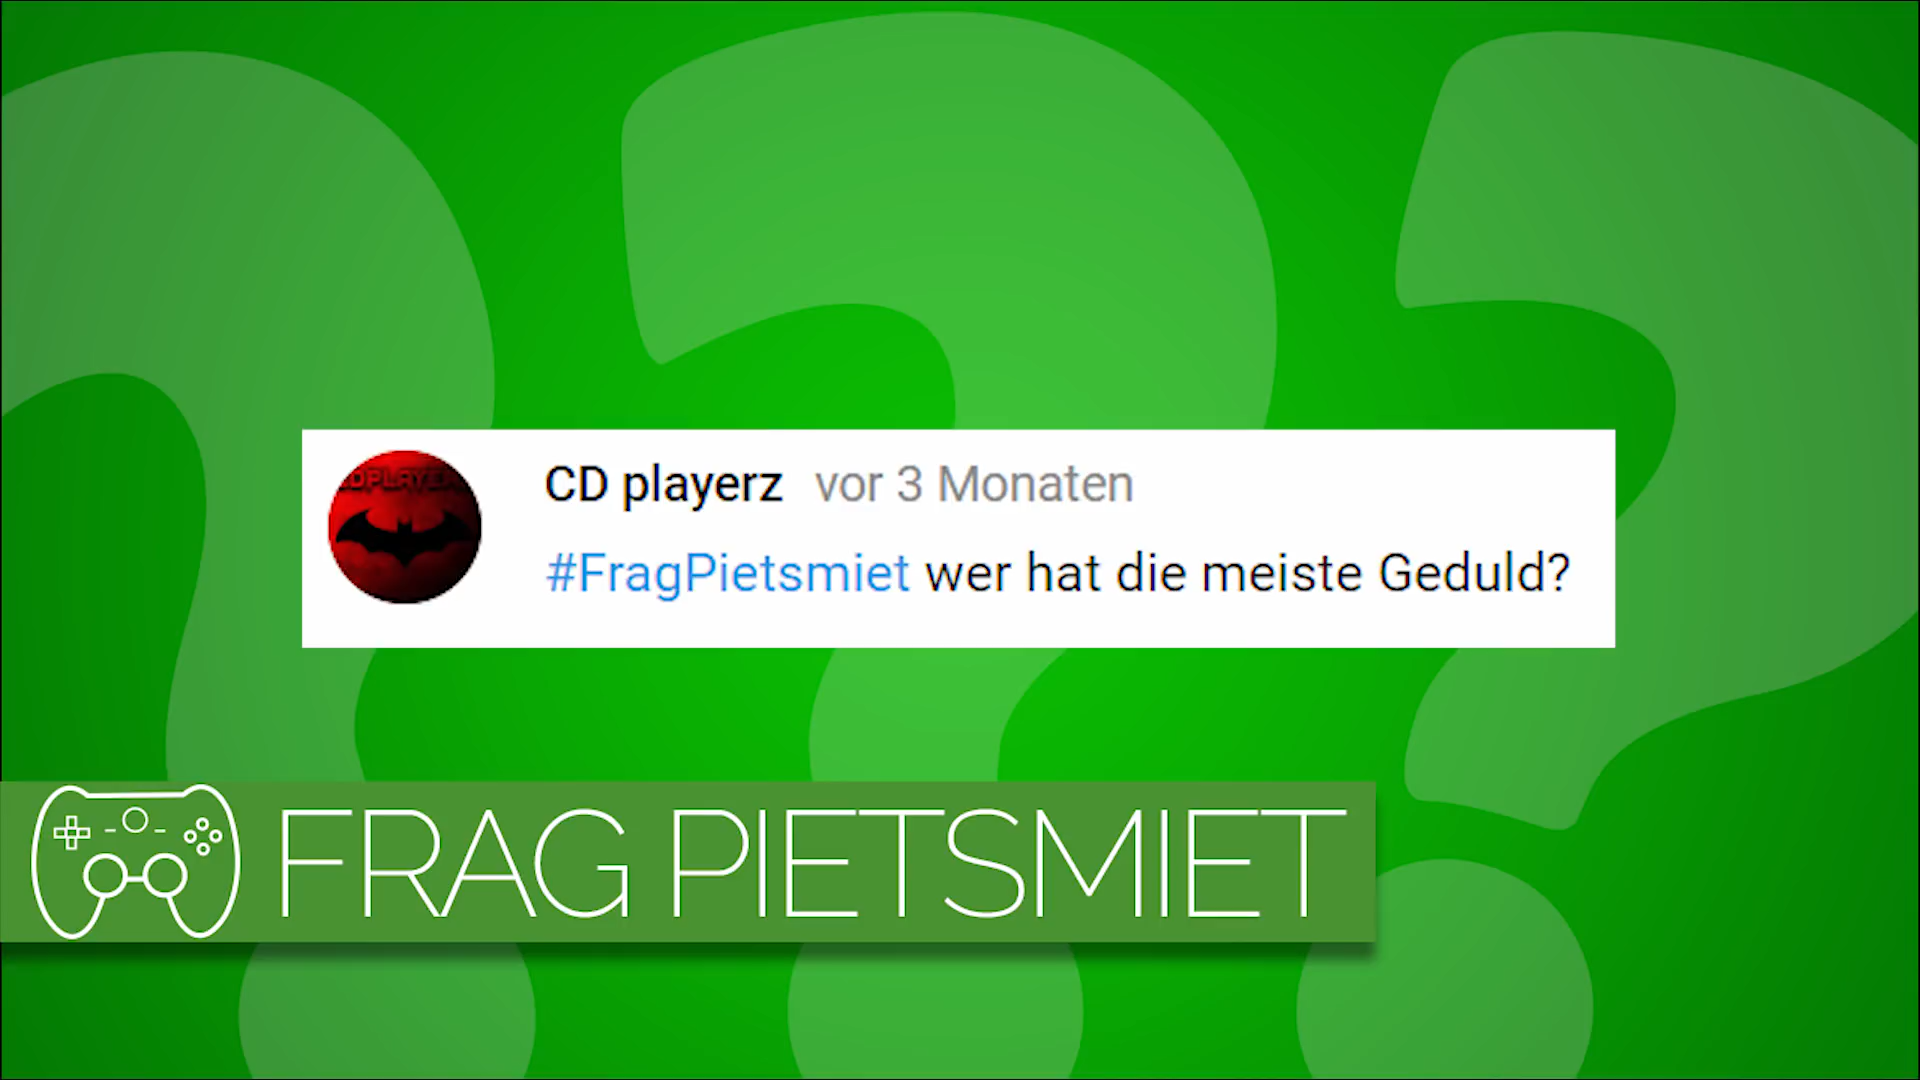 CD playerz vor 3 Monaten
#FragPietsmiet wer hat die meiste Geduld?
FRAG PIETSMIET